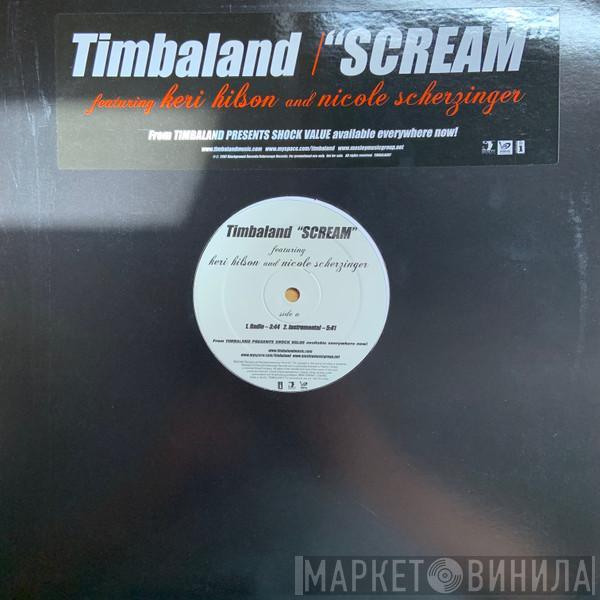 Timbaland / "SCREAM"
featuring keri hilson and nicole scherzinger
From TIMBALAND PRESENTS SHOCK VALUE available everywhere now!
www.timbalandmusic.com www.myspace.com/timbaland www.mosleymusicgroup.net
Timbaland "SCREAM"
featuring
keri hilson and nicole scherzinger
side a
1. Radio – 3:44 2. Instrumental – 5:41
From TIMBALAND PRESENTS SHOCK VALUE available everywhere now!
www.timbalandmusic.com
www.myspace.com/timbaland www.mosleymusicgroup.net
МАРКЕТ ВИНИЛА